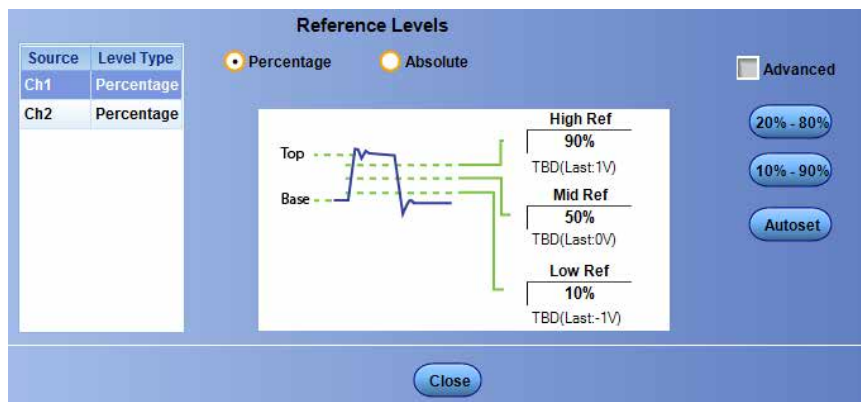 Reference Levels
Source Level Type
Ch1 Percentage
Ch2 Percentage
Percentage Absolute
Advanced
20% - 80%
10% - 90%
Autoset
Top
Base
High Ref
90%
TBD(Last:1V)
Mid Ref
50%
TBD(Last:0V)
Low Ref
10%
TBD(Last:-1V)
Close